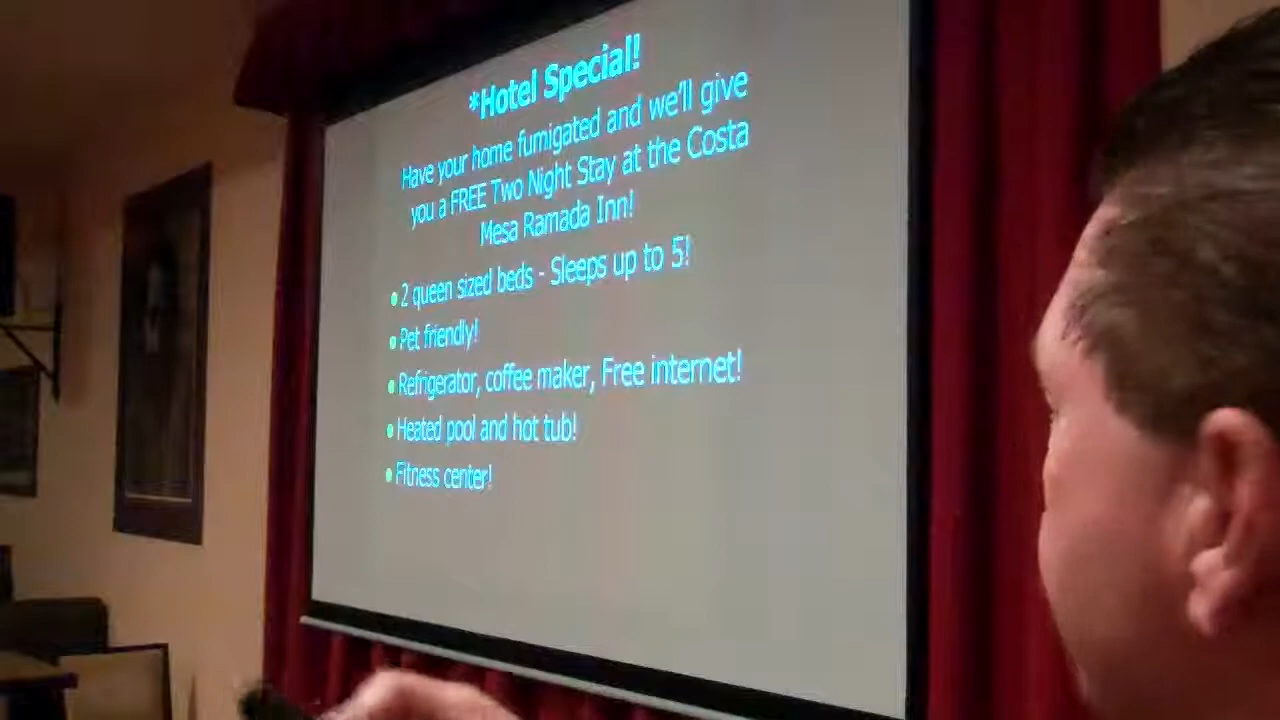 *Hotel Special!
Have your home fumigated and we'll give
you a FREE Two Night Stay at the Costa
Mesa Ramada Inn!
• 2 queen sized beds - Sleeps up to 5!
• Pet friendly!
• Refrigerator, coffee maker, Free internet!
• Heated pool and hot tub!
• Fitness center!